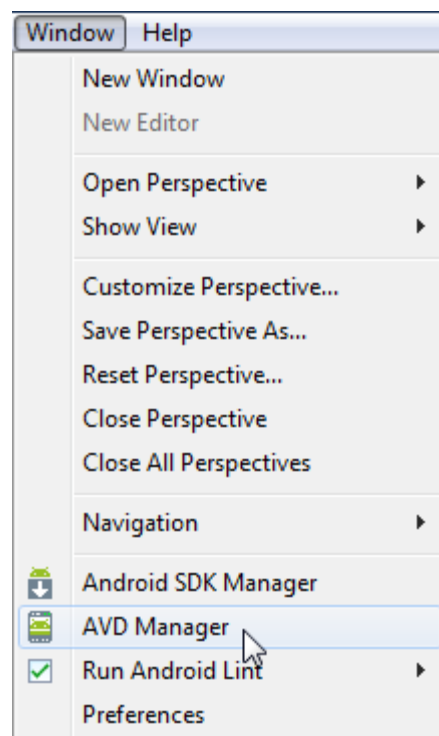 Window Help
New Window
New Editor
Open Perspective
Show View
Customize Perspective...
Save Perspective As...
Reset Perspective...
Close Perspective
Close All Perspectives
Navigation
Android SDK Manager
AVD Manager
Run Android Lint
Preferences